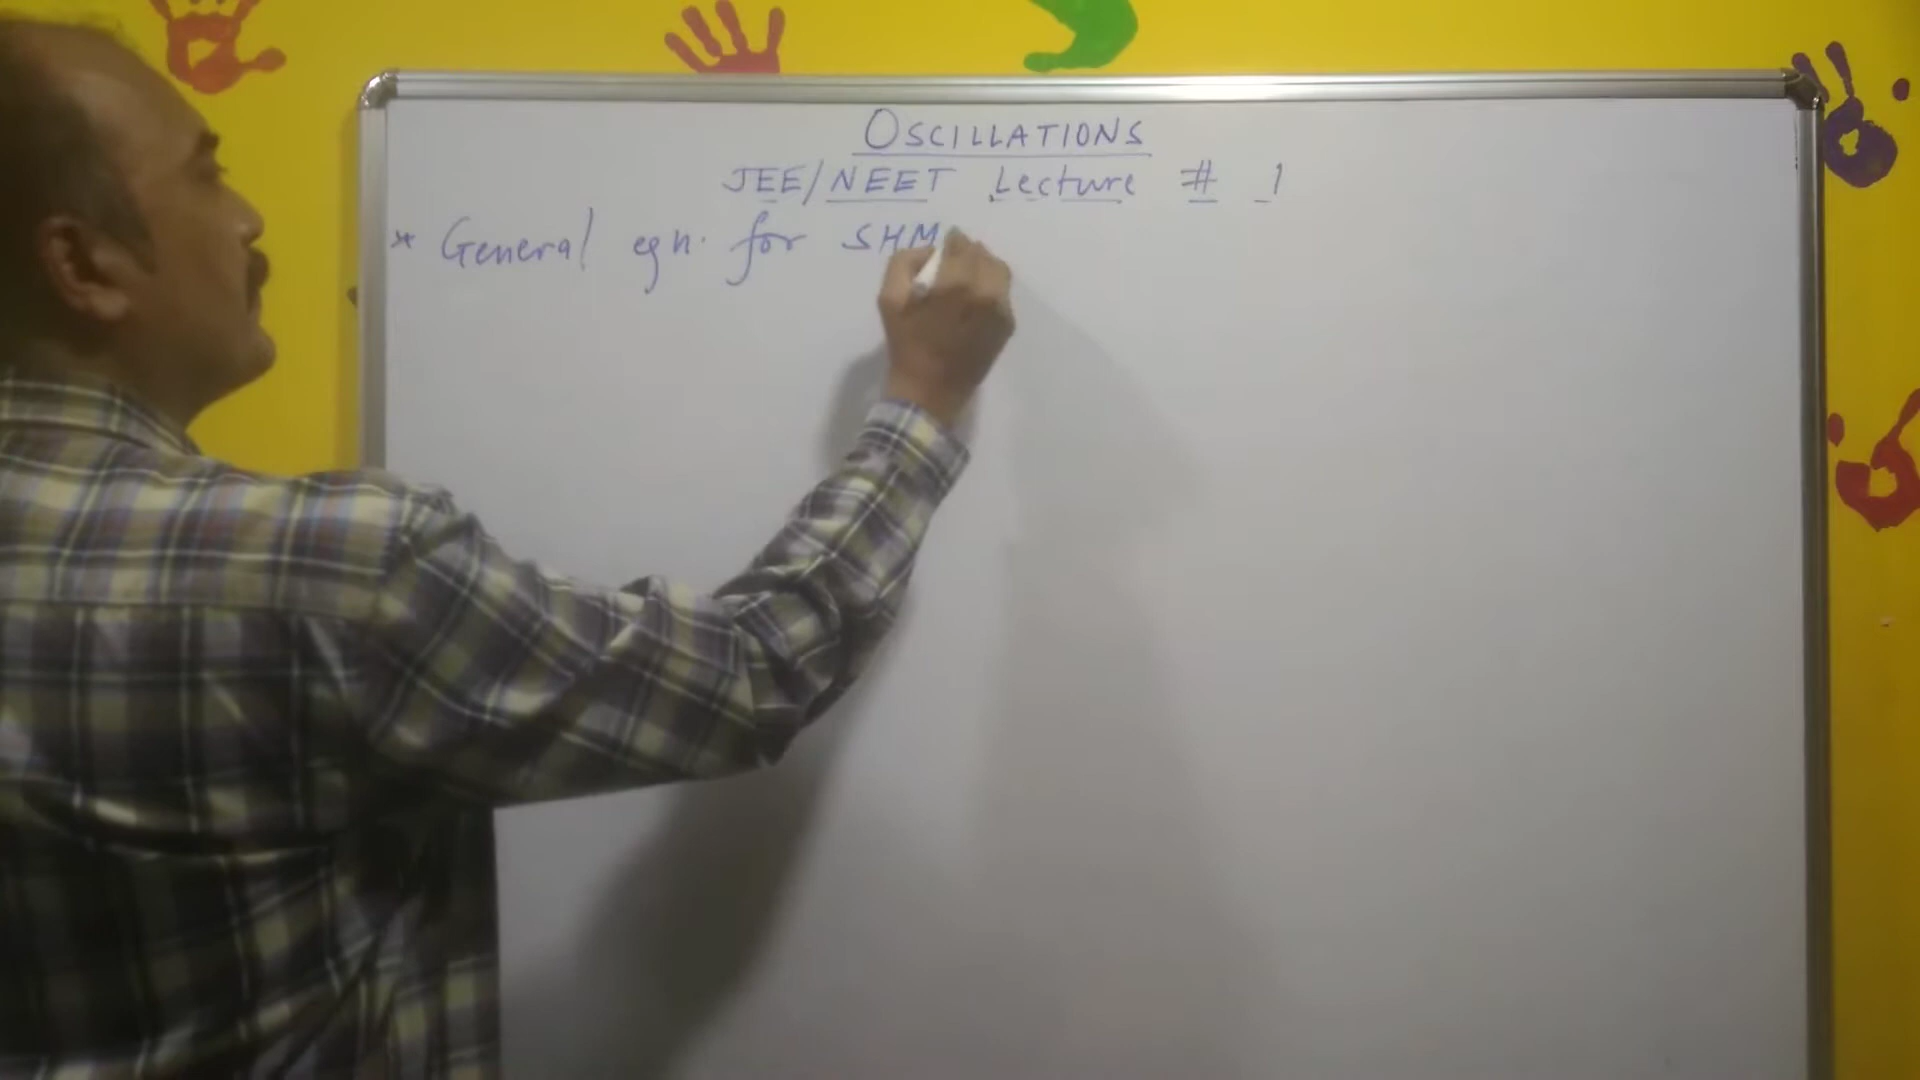 OSCILLATIONS
JEE/NEET Lecture # 1
* General eqn. for SHM